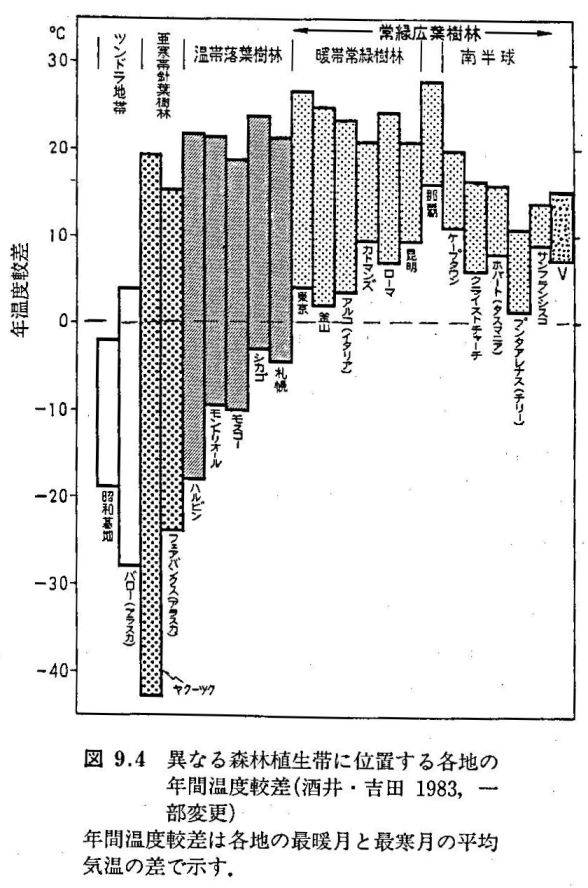 常緑広葉樹林
℃
ツンドラ地帯
亜寒帯針葉樹林
温帯落葉樹林
暖帯常緑樹林
南半球
30
20
10
0
-10
-20
-30
-40
年温度較差
昭和基地
バロー(アラスカ)
ヤクーツク
フェアバンクス(アラスカ)
ハルビン
モントリオール
モスコー
シカゴ
札幌
東京
釜山
アルコ(イタリア)
カトマンズ
ローマ
昆明
那覇
ケープタウン
クライストチャーチ
ホバート(タスマニア)
プンタアレナス(チリー)
サンフランシスコ
V
図 9.4 異なる森林植生帯に位置する各地の
年間温度較差(酒井・吉田 1983, 一
部変更)
年間温度較差は各地の最暖月と最寒月の平均
気温の差で示す.